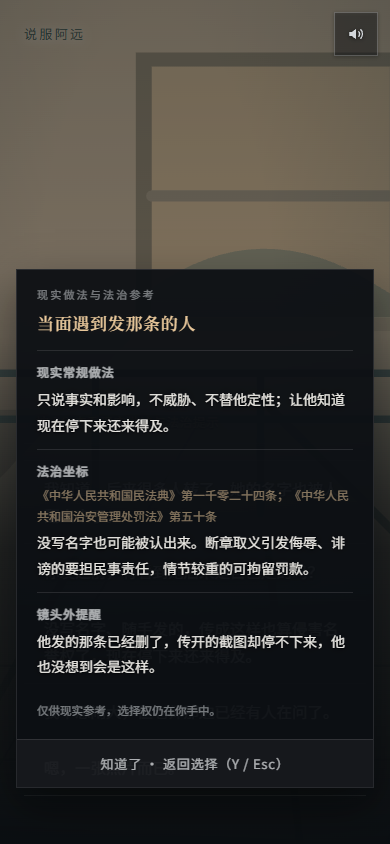 说服阿远
现实做法与法治参考
当面遇到发那条的人
现实常规做法
只说事实和影响，不威胁、不替他定性；让他知道
现在停下来还来得及。
法治坐标
《中华人民共和国民法典》第一千零二十四条；《中华人民
共和国治安管理处罚法》第五十条
没写名字也可能被认出来。断章取义引发侮辱、诽
谤的要担民事责任，情节较重的可拘留罚款。
镜头外提醒
他发的那条已经删了，传开的截图却停不下来，他
也没想到会是这样。
仅供现实参考，选择权仍在你手中。
知道了 · 返回选择（Y / Esc）